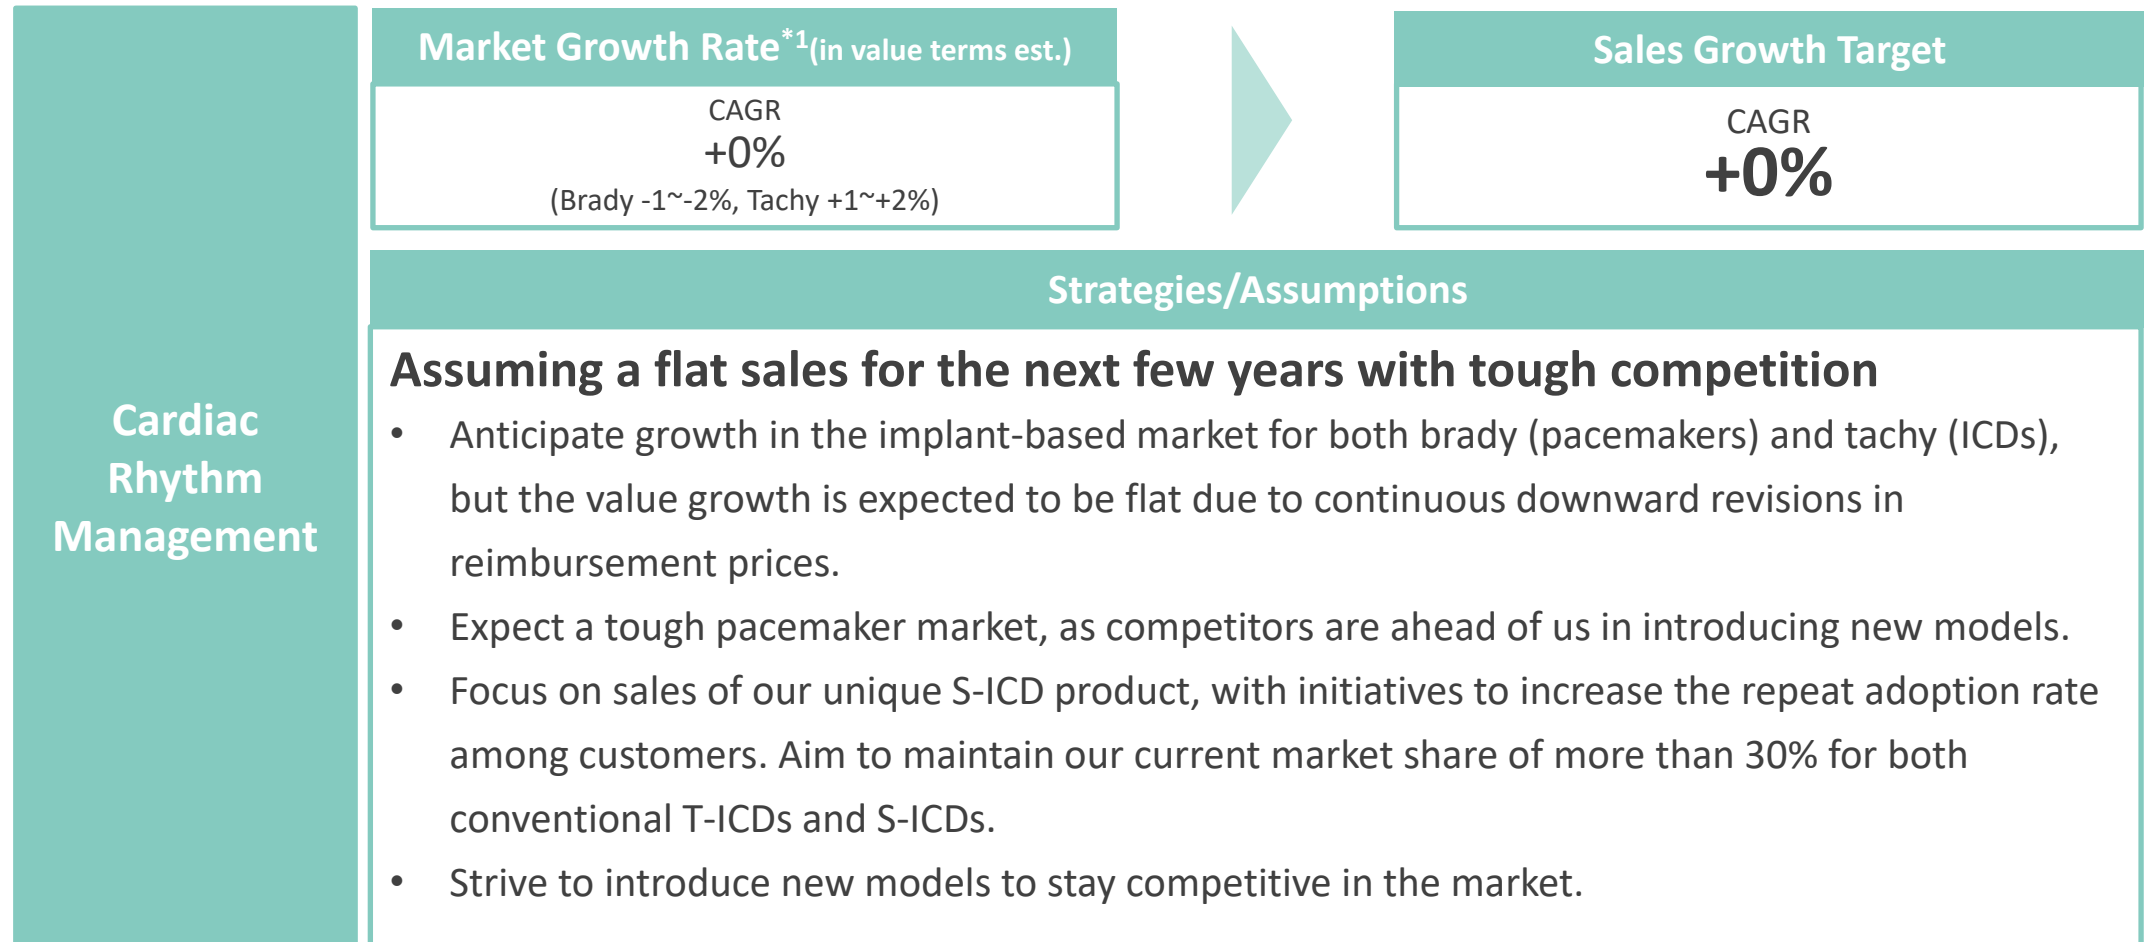 Cardiac
Rhythm
Management
Market Growth Rate*1(in value terms est.)
CAGR
+0%
(Brady -1~-2%, Tachy +1~+2%)
Sales Growth Target
CAGR
+0%
Strategies/Assumptions
Assuming a flat sales for the next few years with tough competition
• Anticipate growth in the implant-based market for both brady (pacemakers) and tachy (ICDs),
but the value growth is expected to be flat due to continuous downward revisions in
reimbursement prices.
• Expect a tough pacemaker market, as competitors are ahead of us in introducing new models.
• Focus on sales of our unique S-ICD product, with initiatives to increase the repeat adoption rate
among customers. Aim to maintain our current market share of more than 30% for both
conventional T-ICDs and S-ICDs.
• Strive to introduce new models to stay competitive in the market.